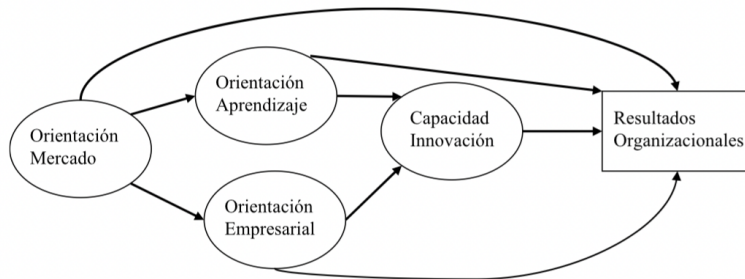 Orientación
Mercado
Orientación
Aprendizaje
Orientación
Empresarial
Capacidad
Innovación
Resultados
Organizacionales